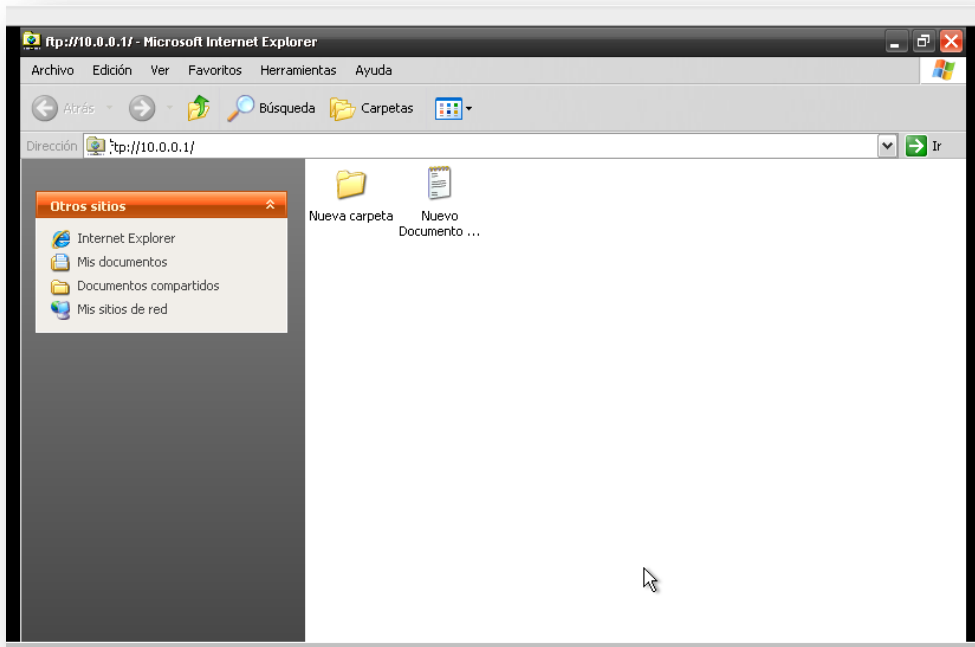 ftp://10.0.0.1/ - Microsoft Internet Explorer
Archivo Edición Ver Favoritos Herramientas Ayuda
Atrás Búsqueda Carpetas
Dirección ftp://10.0.0.1/ Ir
Otros sitios
Internet Explorer
Mis documentos
Documentos compartidos
Mis sitios de red
Nueva carpeta
Nuevo
Documento ...